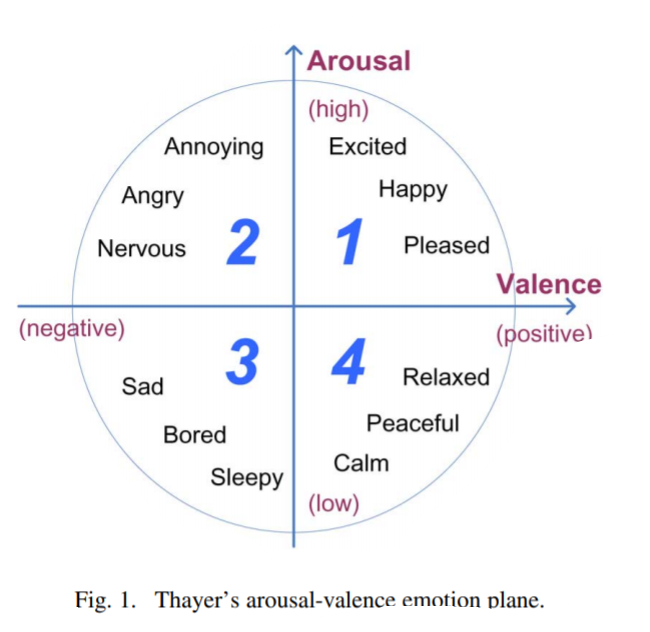 Arousal
(high)
Annoying
Excited
Angry
Happy
Nervous
2
1
Pleased
Valence
(negative)
(positive)
3
4
Sad
Relaxed
Bored
Peaceful
Sleepy
Calm
(low)
Fig. 1. Thayer's arousal-valence emotion plane.